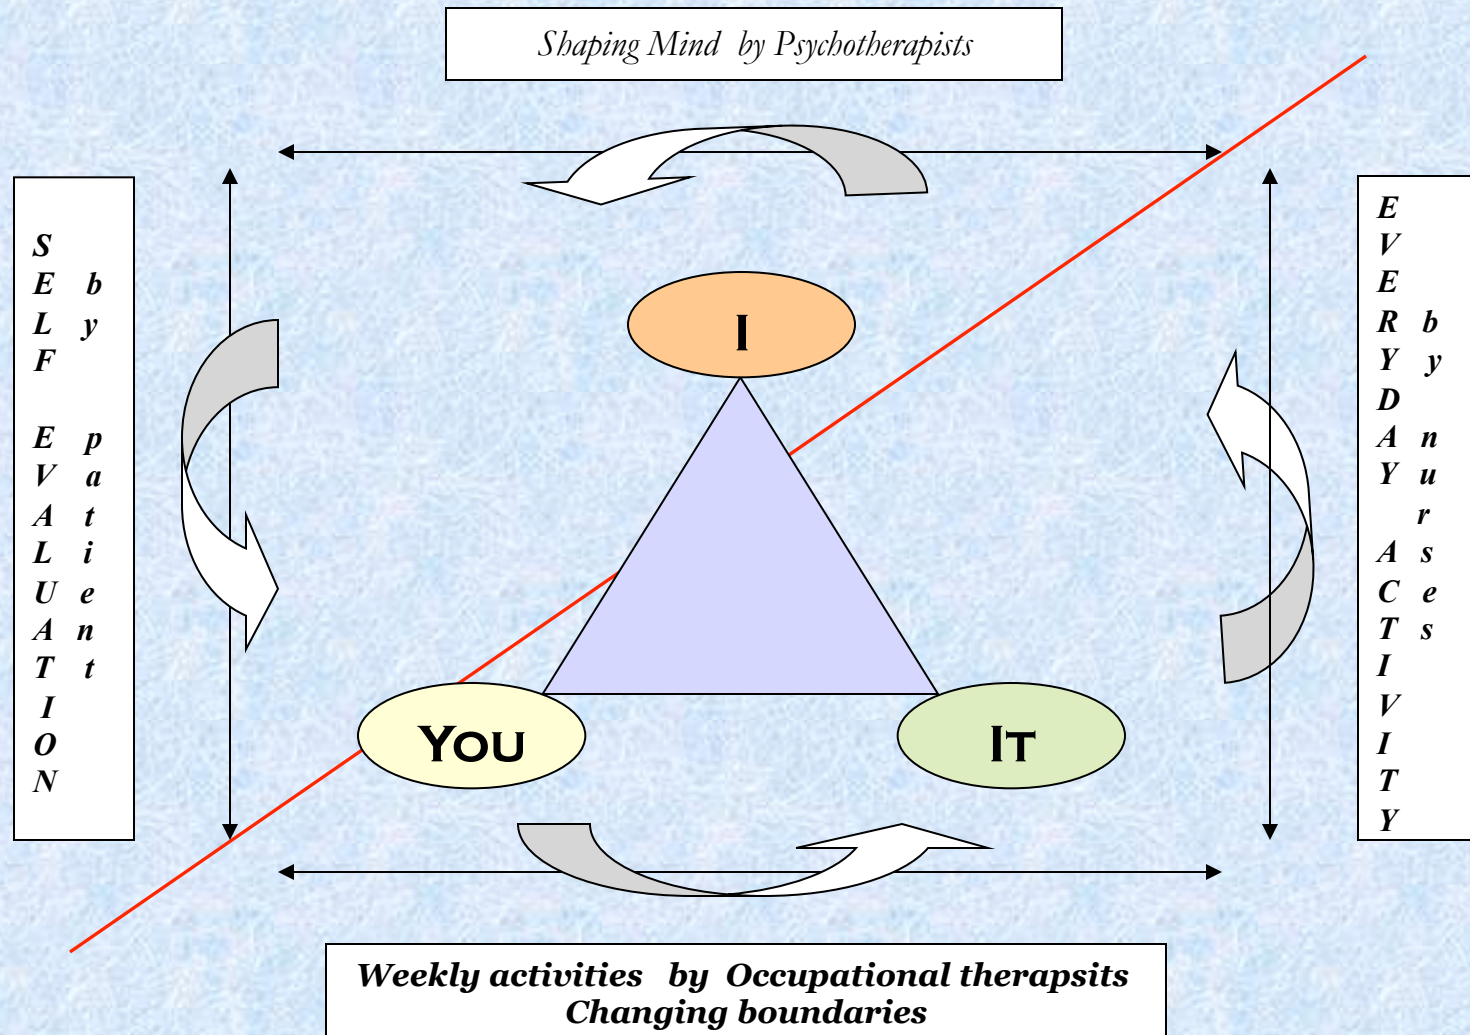 Shaping Mind by Psychotherapists
SELF EVALUATION
by patient
EVERYDAY ACTIVITY
by nurses
I
YOU
IT
Weekly activities by Occupational therapsits
Changing boundaries